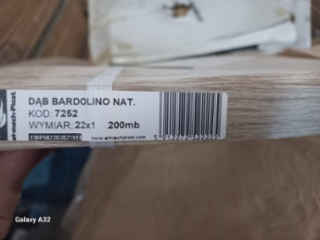 DĄB BARDOLINO NAT.
KOD: 7252
WYMIAR: 22x1 200mb
Galaxy A32